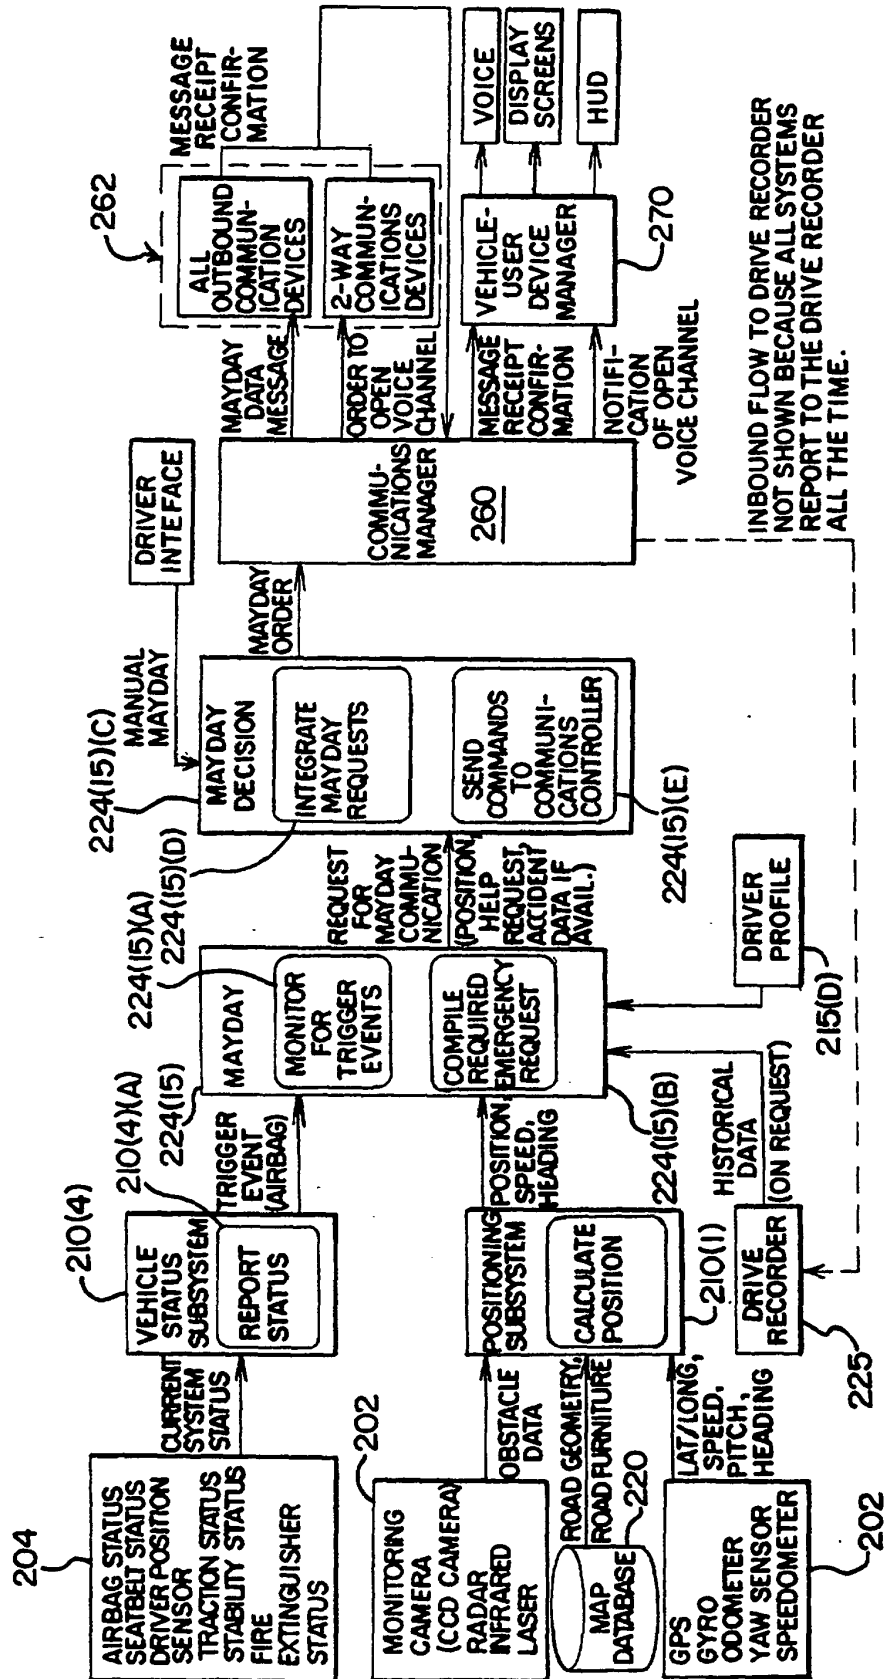 204
AIRBAG STATUS
SEATBELT STATUS
DRIVER POSITION
SENSOR
TRACTION STATUS
STABILITY STATUS
FIRE
EXTINGUISHER
STATUS
CURRENT
SYSTEM
STATUS
210(4)
VEHICLE
STATUS
SUBSYSTEM
REPORT
STATUS
210(4)(A)
TRIGGER
EVENT
(AIRBAG)
202
MONITORING
CAMERA
(CCD CAMERA)
RADAR
INFRARED
LASER
OBSTACLE
DATA
ROAD GEOMETRY,
ROAD FURNITURE
MAP
DATABASE
220
GPS
GYRO
ODOMETER
YAW SENSOR
SPEEDOMETER
202
LAT/LONG,
SPEED,
PITCH,
HEADING
POSITIONING
SUBSYSTEM
CALCULATE
POSITION
210(1)
POSITION,
SPEED,
HEADING
DRIVE
RECORDER
225
HISTORICAL
DATA
(ON REQUEST)
224(15)
MAYDAY
224(15)(A)
MONITOR
FOR
TRIGGER
EVENTS
COMPILE
REQUIRED
EMERGENCY
REQUEST
224(15)(B)
DRIVER
PROFILE
215(D)
REQUEST
FOR
MAYDAY
COMMU-
NICATION
(POSITION,
HELP
REQUEST,
ACCIDENT
DATA IF
AVAIL.)
224(15)(C)
224(15)(D)
MANUAL
MAYDAY
DRIVER
INTEFACE
MAYDAY
DECISION
INTEGRATE
MAYDAY
REQUESTS
SEND
COMMANDS
TO
COMMUNI-
CATIONS
CONTROLLER
224(15)(E)
MAYDAY
ORDER
COMMU-
NICATIONS
MANAGER
260
MAYDAY
DATA
MESSAGE
ORDER TO
OPEN
VOICE
CHANNEL
MESSAGE
RECEIPT
CONFIR-
MATION
NOTIFI-
CATION
OF OPEN
VOICE CHANNEL
262
ALL
OUTBOUND
COMMUN-
ICATION
DEVICES
2-WAY
COMMUN-
ICATIONS
DEVICES
MESSAGE
RECEIPT
CONFIR-
MATION
VEHICLE-
USER
DEVICE
MANAGER
270
VOICE
DISPLAY
SCREENS
HUD
INBOUND FLOW TO DRIVE RECORDER
NOT SHOWN BECAUSE ALL SYSTEMS
REPORT TO THE DRIVE RECORDER
ALL THE TIME.